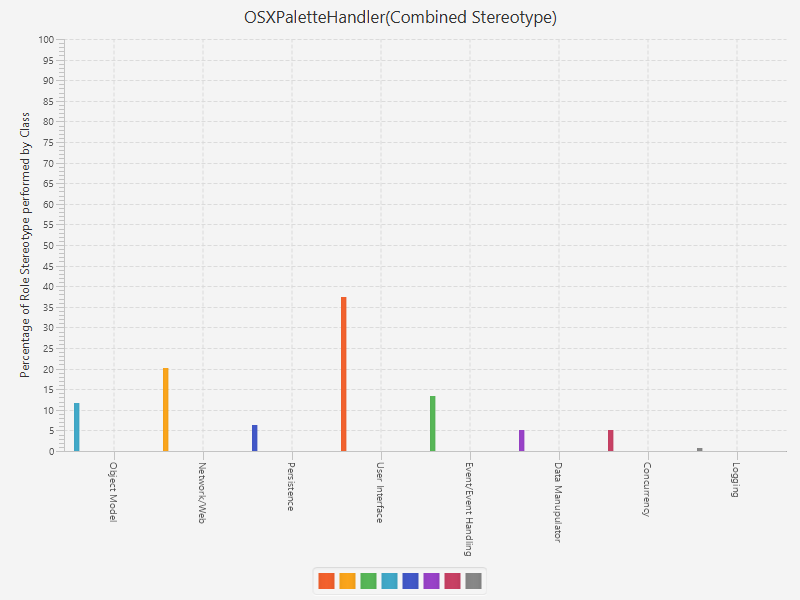 OSXPaletteHandler(Combined Stereotype)
Percentage of Role Stereotype performed by Class
100
95
90
85
80
75
70
65
60
55
50
45
40
35
30
25
20
15
10
5
0
Object Model
Network/Web
Persistence
User Interface
Event/Event Handling
Data Manupulator
Concurrency
Logging